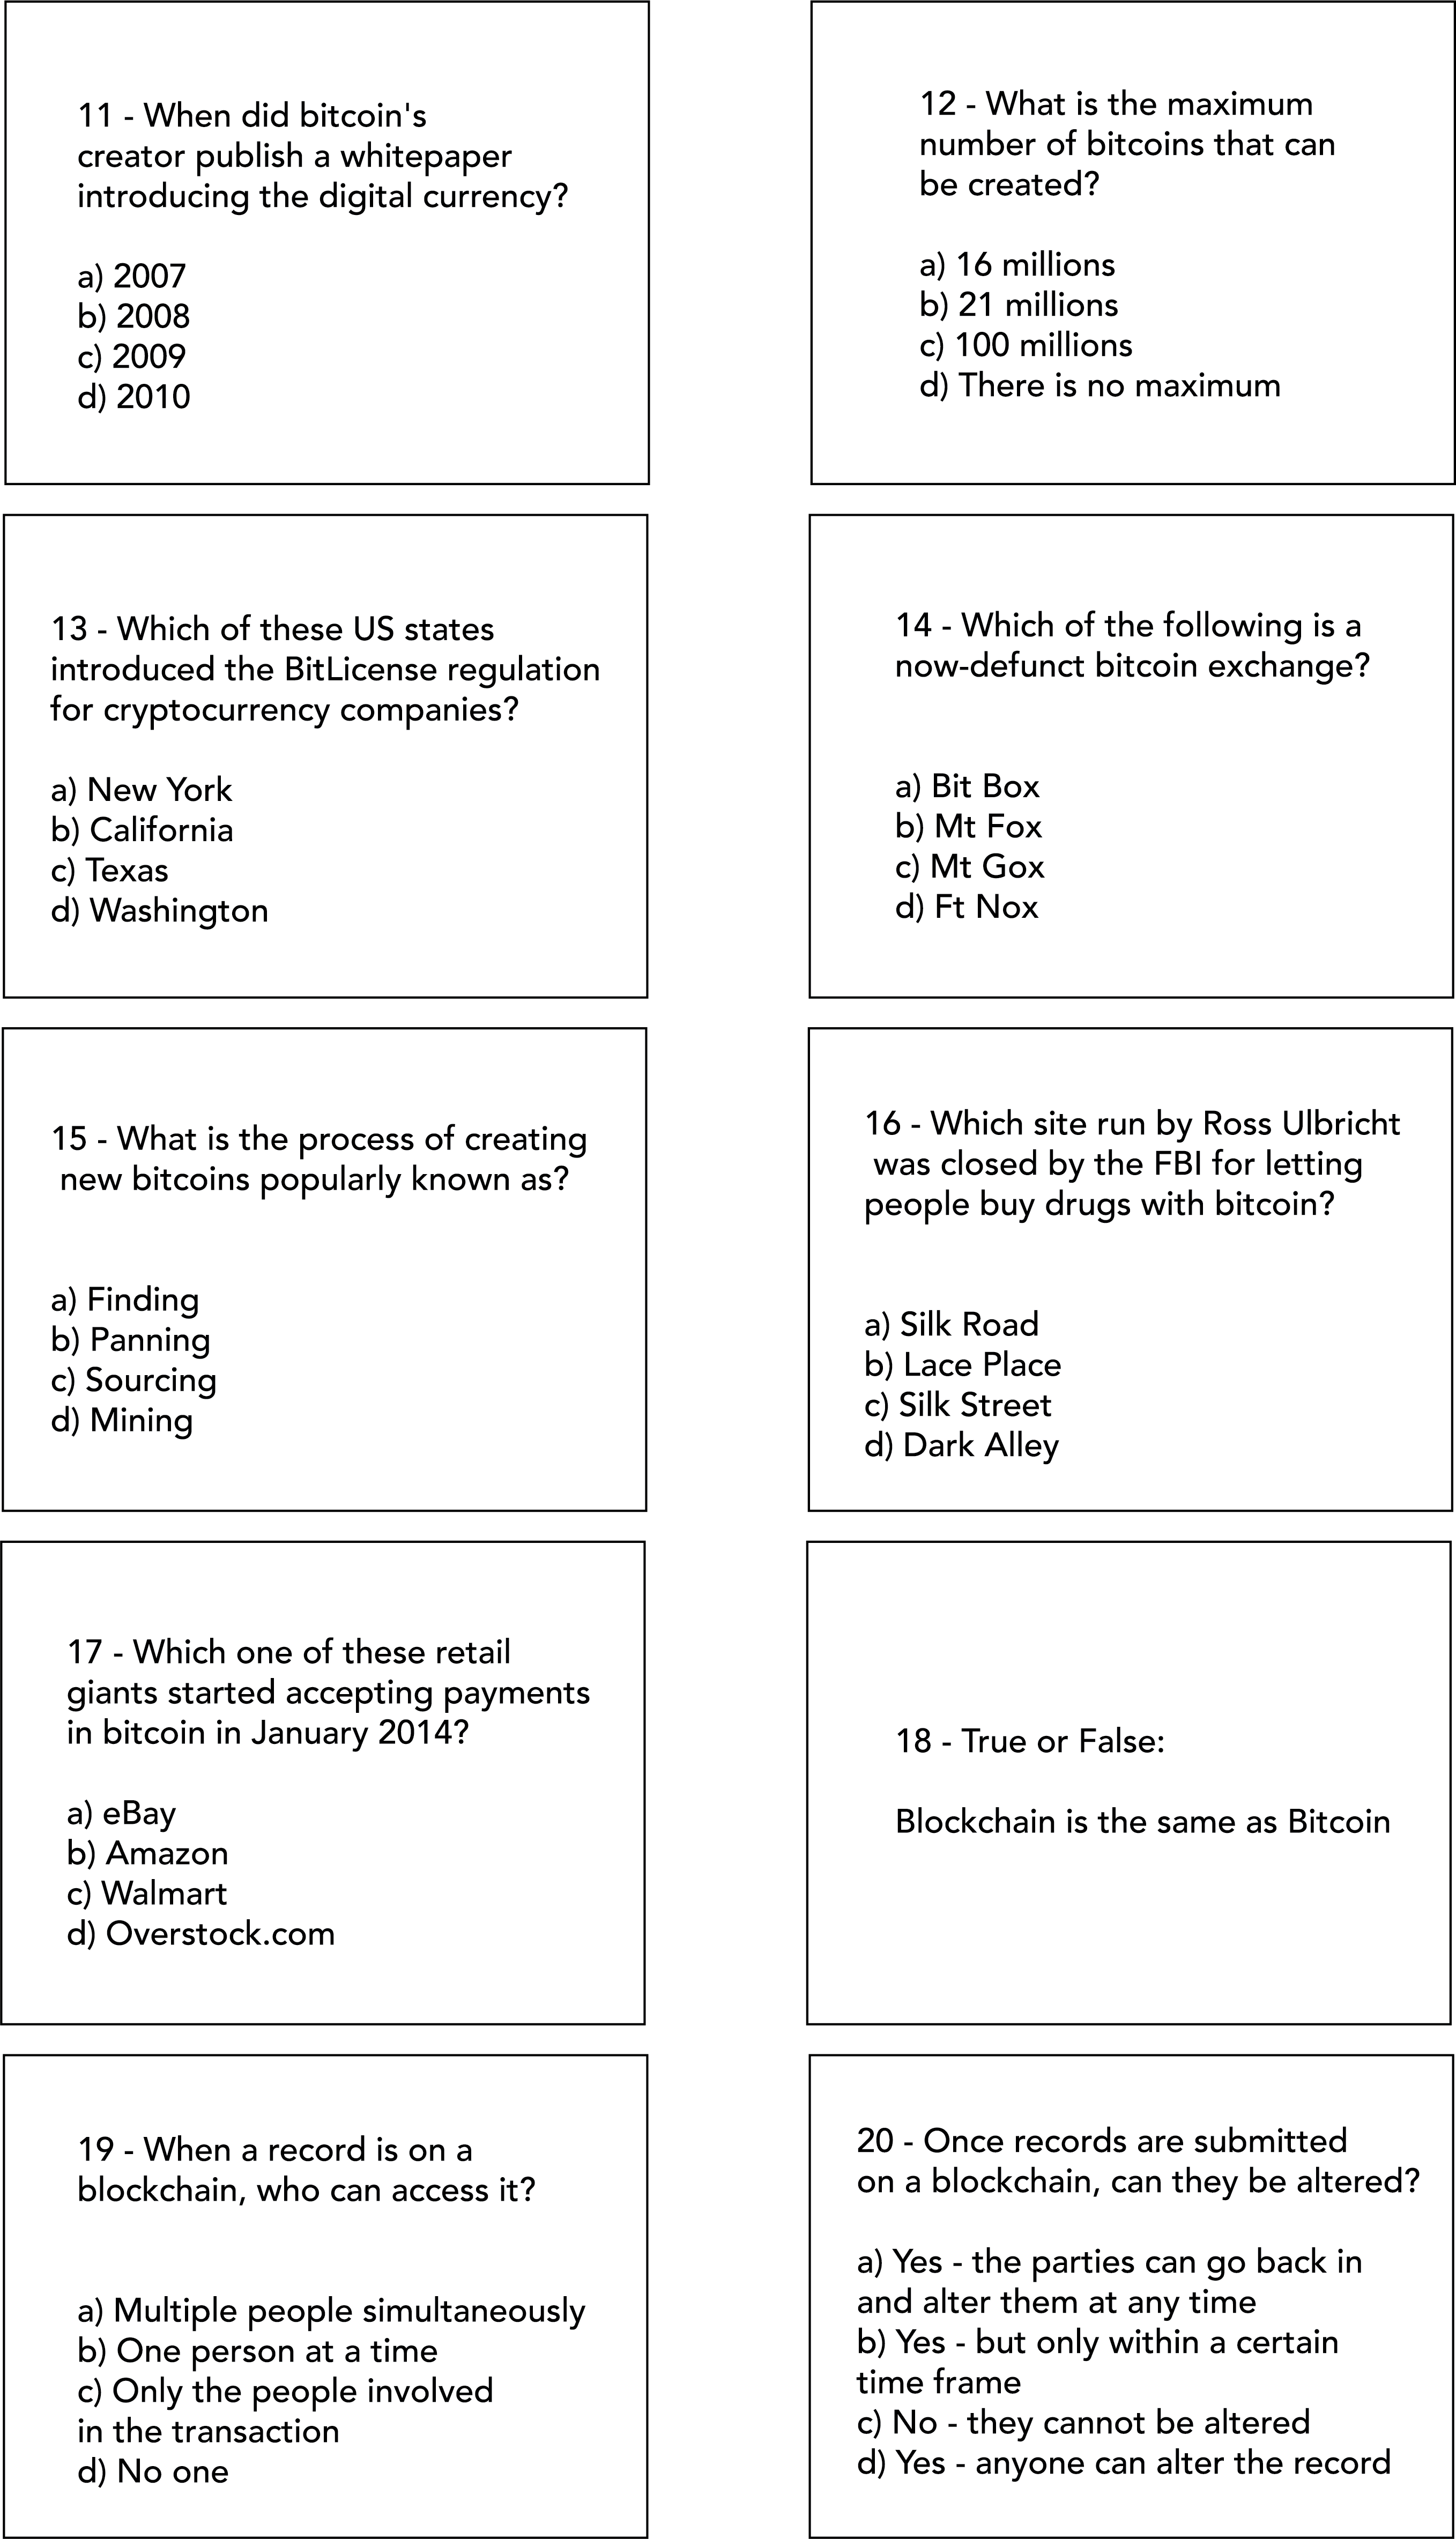 11 - When did bitcoin's
creator publish a whitepaper
introducing the digital currency?
a) 2007
b) 2008
c) 2009
d) 2010
12 - What is the maximum
number of bitcoins that can
be created?
a) 16 millions
b) 21 millions
c) 100 millions
d) There is no maximum
13 - Which of these US states
introduced the BitLicense regulation
for cryptocurrency companies?
a) New York
b) California
c) Texas
d) Washington
14 - Which of the following is a
now-defunct bitcoin exchange?
a) Bit Box
b) Mt Fox
c) Mt Gox
d) Ft Nox
15 - What is the process of creating
new bitcoins popularly known as?
a) Finding
b) Panning
c) Sourcing
d) Mining
16 - Which site run by Ross Ulbricht
was closed by the FBI for letting
people buy drugs with bitcoin?
a) Silk Road
b) Lace Place
c) Silk Street
d) Dark Alley
17 - Which one of these retail
giants started accepting payments
in bitcoin in January 2014?
a) eBay
b) Amazon
c) Walmart
d) Overstock.com
18 - True or False:
Blockchain is the same as Bitcoin
19 - When a record is on a
blockchain, who can access it?
a) Multiple people simultaneously
b) One person at a time
c) Only the people involved
in the transaction
d) No one
20 - Once records are submitted
on a blockchain, can they be altered?
a) Yes - the parties can go back in
and alter them at any time
b) Yes - but only within a certain
time frame
c) No - they cannot be altered
d) Yes - anyone can alter the record